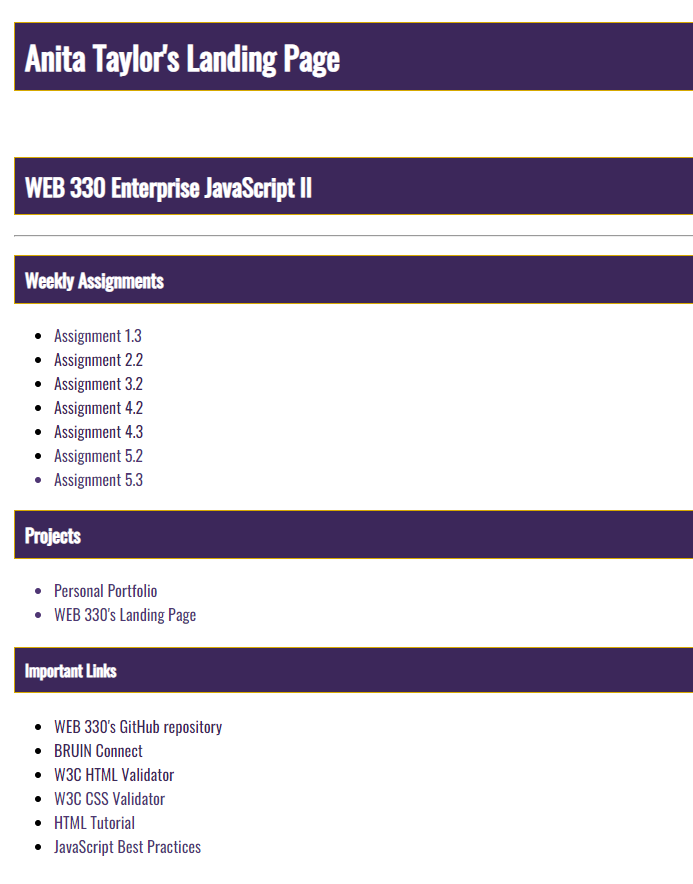 Anita Taylor's Landing Page
WEB 330 Enterprise JavaScript II
Weekly Assignments
Assignment 1.3
Assignment 2.2
Assignment 3.2
Assignment 4.2
Assignment 4.3
Assignment 5.2
Assignment 5.3
Projects
Personal Portfolio
WEB 330's Landing Page
Important Links
WEB 330's GitHub repository
BRUIN Connect
W3C HTML Validator
W3C CSS Validator
HTML Tutorial
JavaScript Best Practices